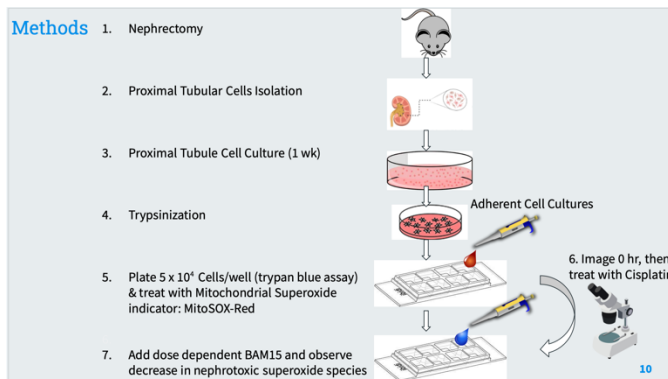 Methods
1. Nephrectomy
2. Proximal Tubular Cells Isolation
3. Proximal Tubule Cell Culture (1 wk)
Adherent Cell Cultures
4. Trypsinization
5. Plate 5 x 10⁴ Cells/well (trypan blue assay)
& treat with Mitochondrial Superoxide
indicator: MitoSOX-Red
6. Image 0 hr, then
treat with Cisplatin
7. Add dose dependent BAM15 and observe
decrease in nephrotoxic superoxide species
10